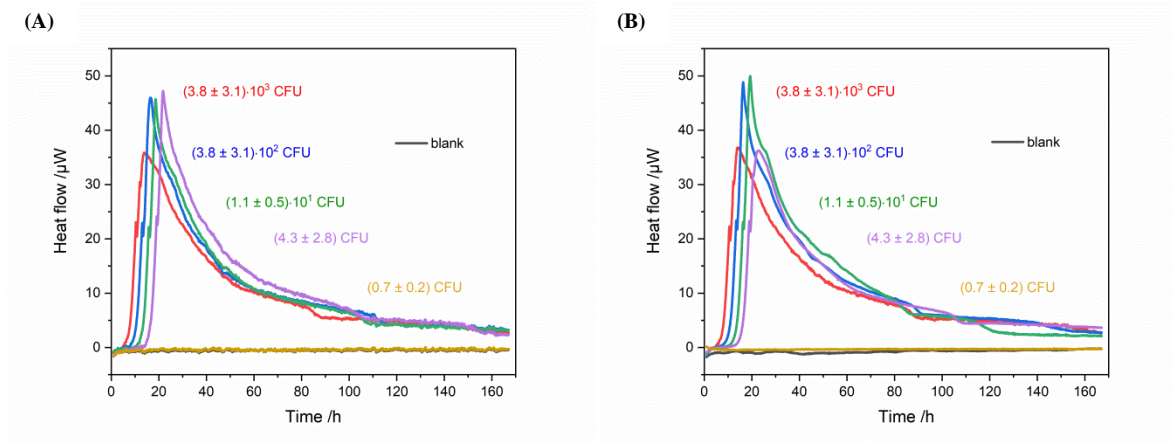 (A)
(B)
Heat flow /µW
50
40
30
20
10
0
(3.8 ± 3.1)·10³ CFU
blank
(3.8 ± 3.1)·10² CFU
(1.1 ± 0.5)·10¹ CFU
(4.3 ± 2.8) CFU
(0.7 ± 0.2) CFU
0 20 40 60 80 100 120 140 160
Time /h
Heat flow /µW
50
40
30
20
10
0
(3.8 ± 3.1)·10³ CFU
blank
(3.8 ± 3.1)·10² CFU
(1.1 ± 0.5)·10¹ CFU
(4.3 ± 2.8) CFU
(0.7 ± 0.2) CFU
0 20 40 60 80 100 120 140 160
Time /h